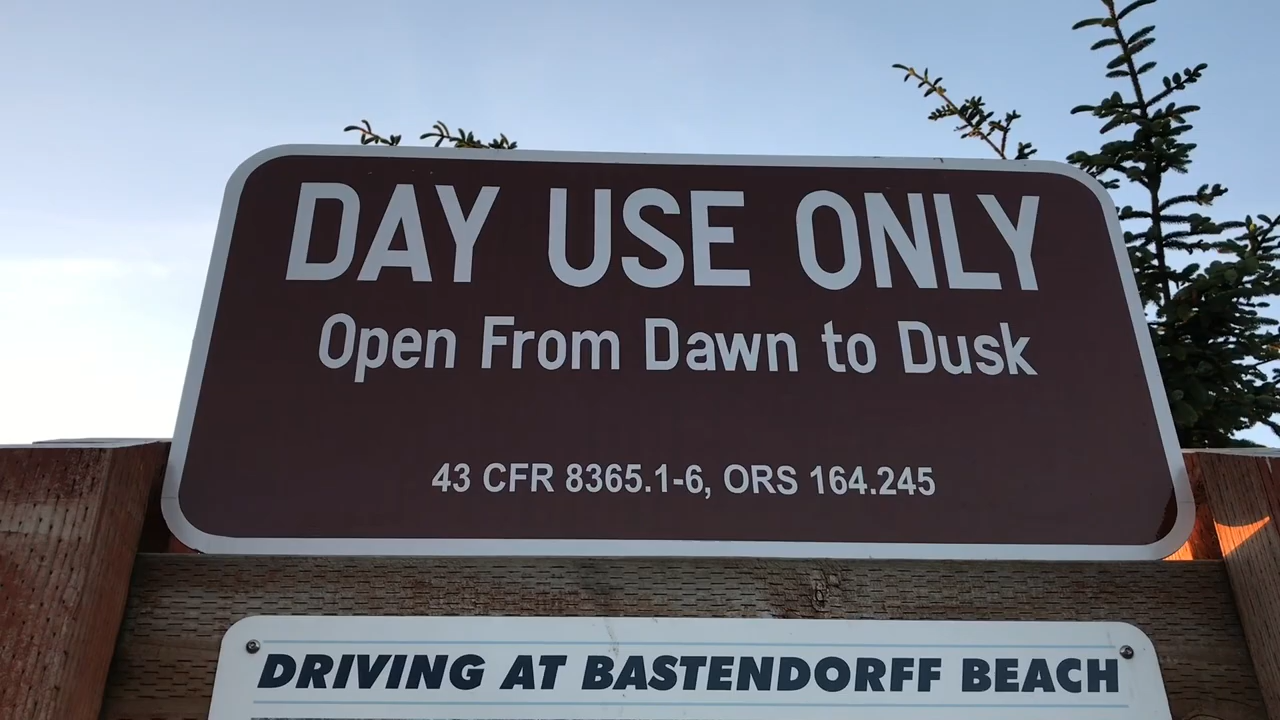 DAY USE ONLY
Open From Dawn to Dusk
43 CFR 8365.1-6, ORS 164.245
DRIVING AT BASTENDORFF BEACH